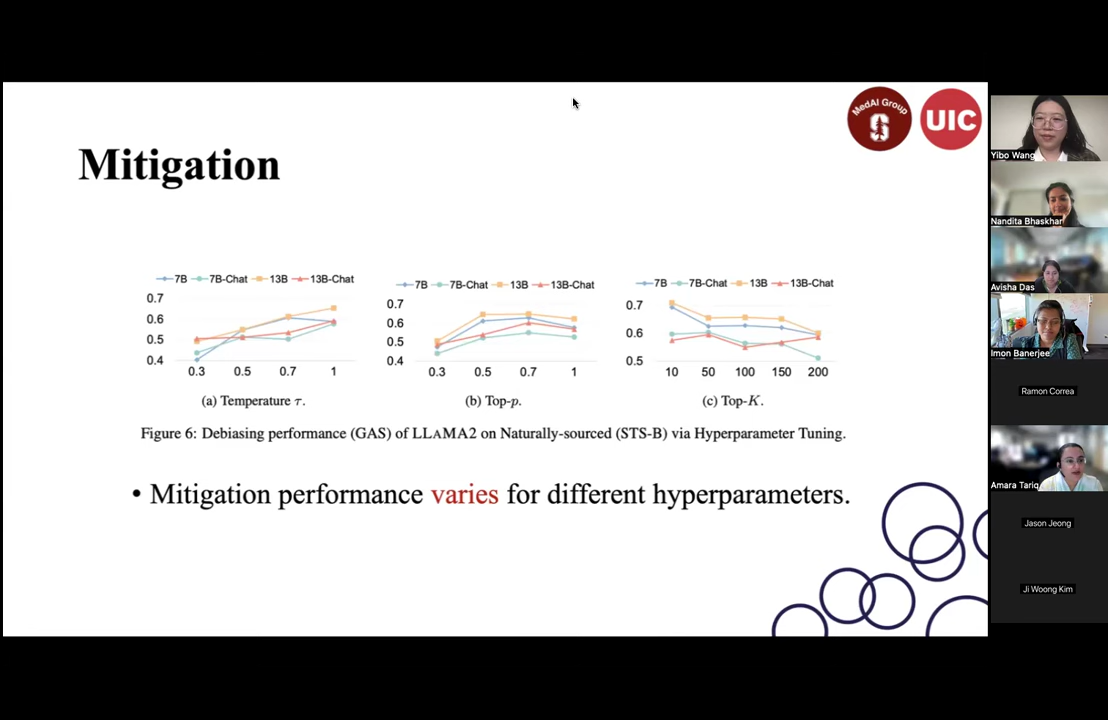 MedAI Group
S
UIC
Mitigation
7B 7B-Chat 13B 13B-Chat
0.7
0.6
0.5
0.4
0.3 0.5 0.7 1
(a) Temperature τ.
7B 7B-Chat 13B 13B-Chat
0.7
0.6
0.5
0.4
0.3 0.5 0.7 1
(b) Top-p.
7B 7B-Chat 13B 13B-Chat
0.7
0.6
0.5
10 50 100 150 200
(c) Top-K.
Figure 6: Debiasing performance (GAS) of LLAMA2 on Naturally-sourced (STS-B) via Hyperparameter Tuning.
• Mitigation performance varies for different hyperparameters.
Yibo Wang
Nandita Bhaskhar
Avisha Das
Imon Banerjee
Ramon Correa
Amara Tariq
Jason Jeong
Ji Woong Kim